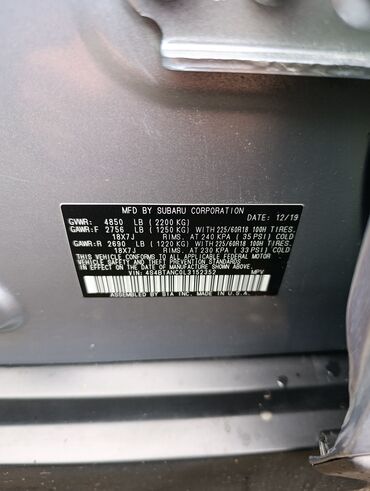 MFD BY SUBARU CORPORATION DATE: 12/19
GVWR: 4850 LB (2200 KG)
GAWR:F 2756 LB (1250 KG) WITH 225/60R18 100H TIRES.
18X7J RIMS. AT 240 KPA (35 PSI) COLD
GAWR:R 2690 LB (1220 KG) WITH 225/60R18 100H TIRES.
18X7J RIMS. AT 230 KPA (33 PSI) COLD
THIS VEHICLE CONFORMS TO ALL APPLICABLE FEDERAL MOTOR
VEHICLE SAFETY AND THEFT PREVENTION STANDARDS IN
EFFECT ON THE DATE OF MANUFACTURE SHOWN ABOVE.
VIN: 4S4BTANC6L3152352 MPV
ASSEMBLED BY SIA INC. MADE IN U.S.A.